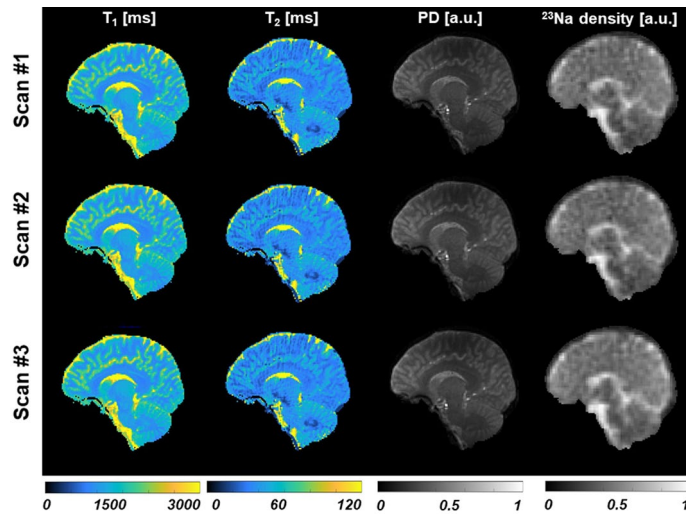 T₁ [ms] T₂ [ms] PD [a.u.] ²³Na density [a.u.]
Scan #1
Scan #2
Scan #3
0 1500 3000 0 60 120 0 0.5 1 0 0.5 1